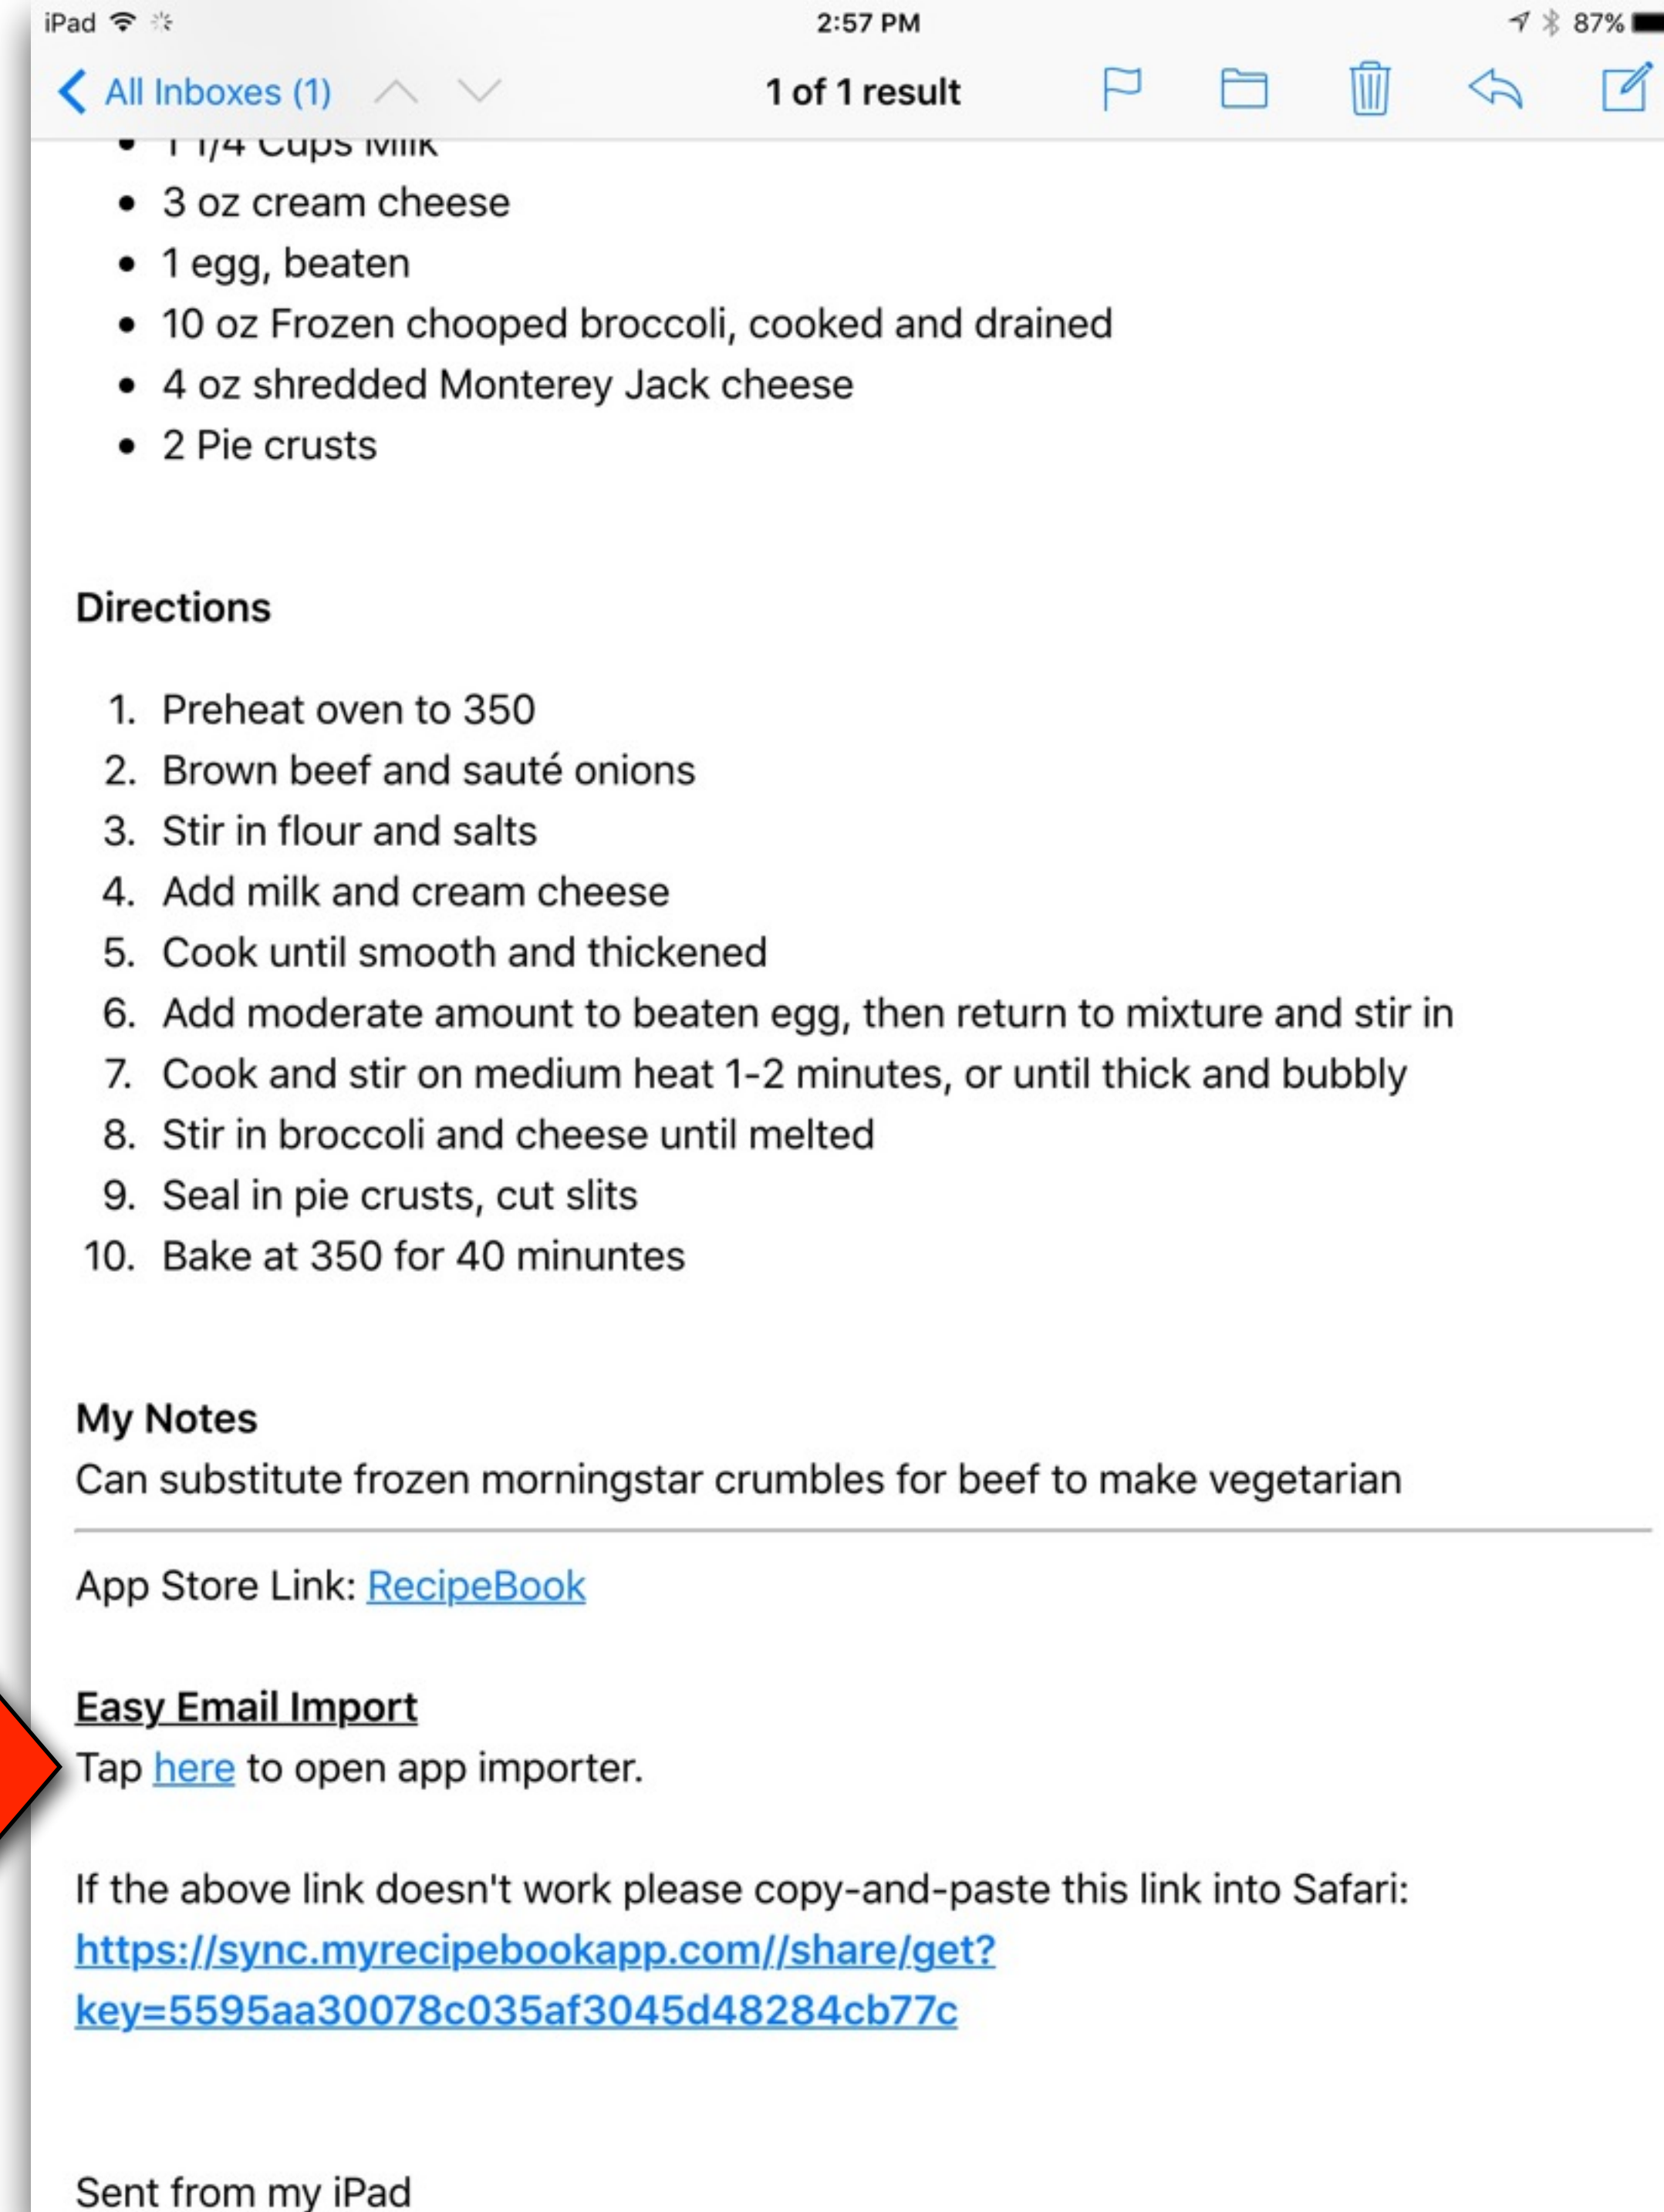 iPad 2:57 PM 87%
All Inboxes (1) 1 of 1 result
• 1 1/4 Cups Milk
• 3 oz cream cheese
• 1 egg, beaten
• 10 oz Frozen chooped broccoli, cooked and drained
• 4 oz shredded Monterey Jack cheese
• 2 Pie crusts
Directions
1. Preheat oven to 350
2. Brown beef and sauté onions
3. Stir in flour and salts
4. Add milk and cream cheese
5. Cook until smooth and thickened
6. Add moderate amount to beaten egg, then return to mixture and stir in
7. Cook and stir on medium heat 1-2 minutes, or until thick and bubbly
8. Stir in broccoli and cheese until melted
9. Seal in pie crusts, cut slits
10. Bake at 350 for 40 minuntes
My Notes
Can substitute frozen morningstar crumbles for beef to make vegetarian
App Store Link: RecipeBook
Easy Email Import
Tap here to open app importer.
If the above link doesn't work please copy-and-paste this link into Safari:
https://sync.myrecipebookapp.com//share/get?
key=5595aa30078c035af3045d48284cb77c
Sent from my iPad